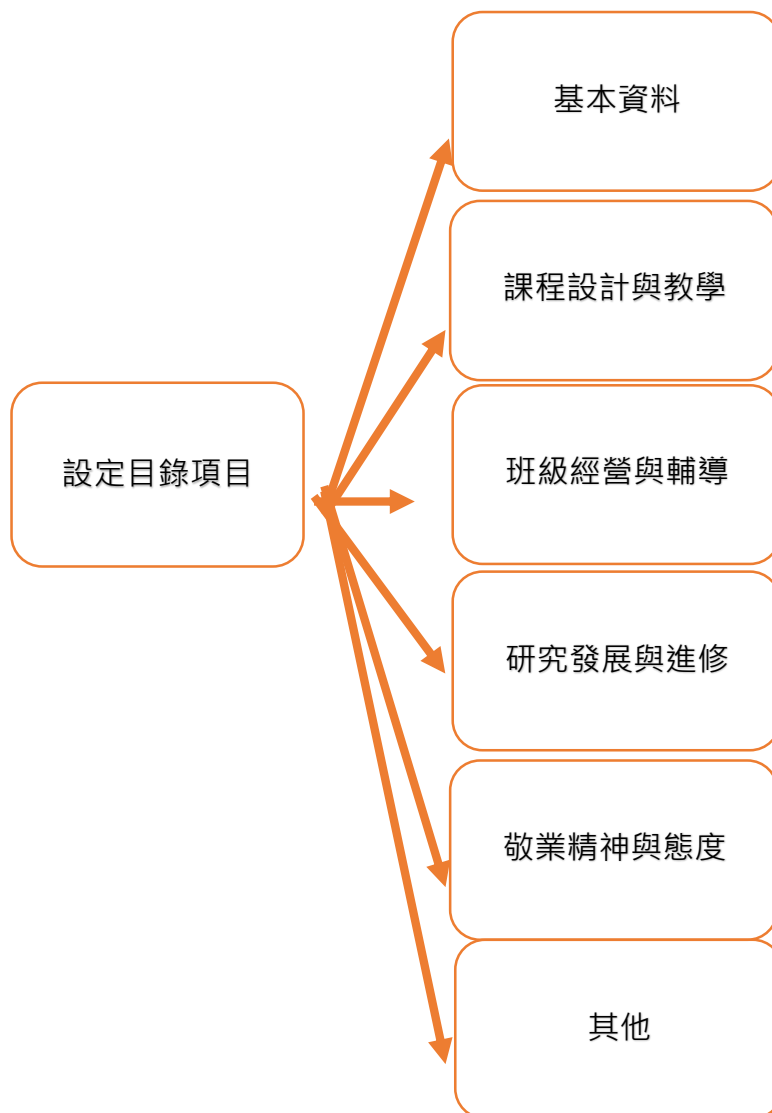 設定目錄項目
基本資料
課程設計與教學
班級經營與輔導
研究發展與進修
敬業精神與態度
其他